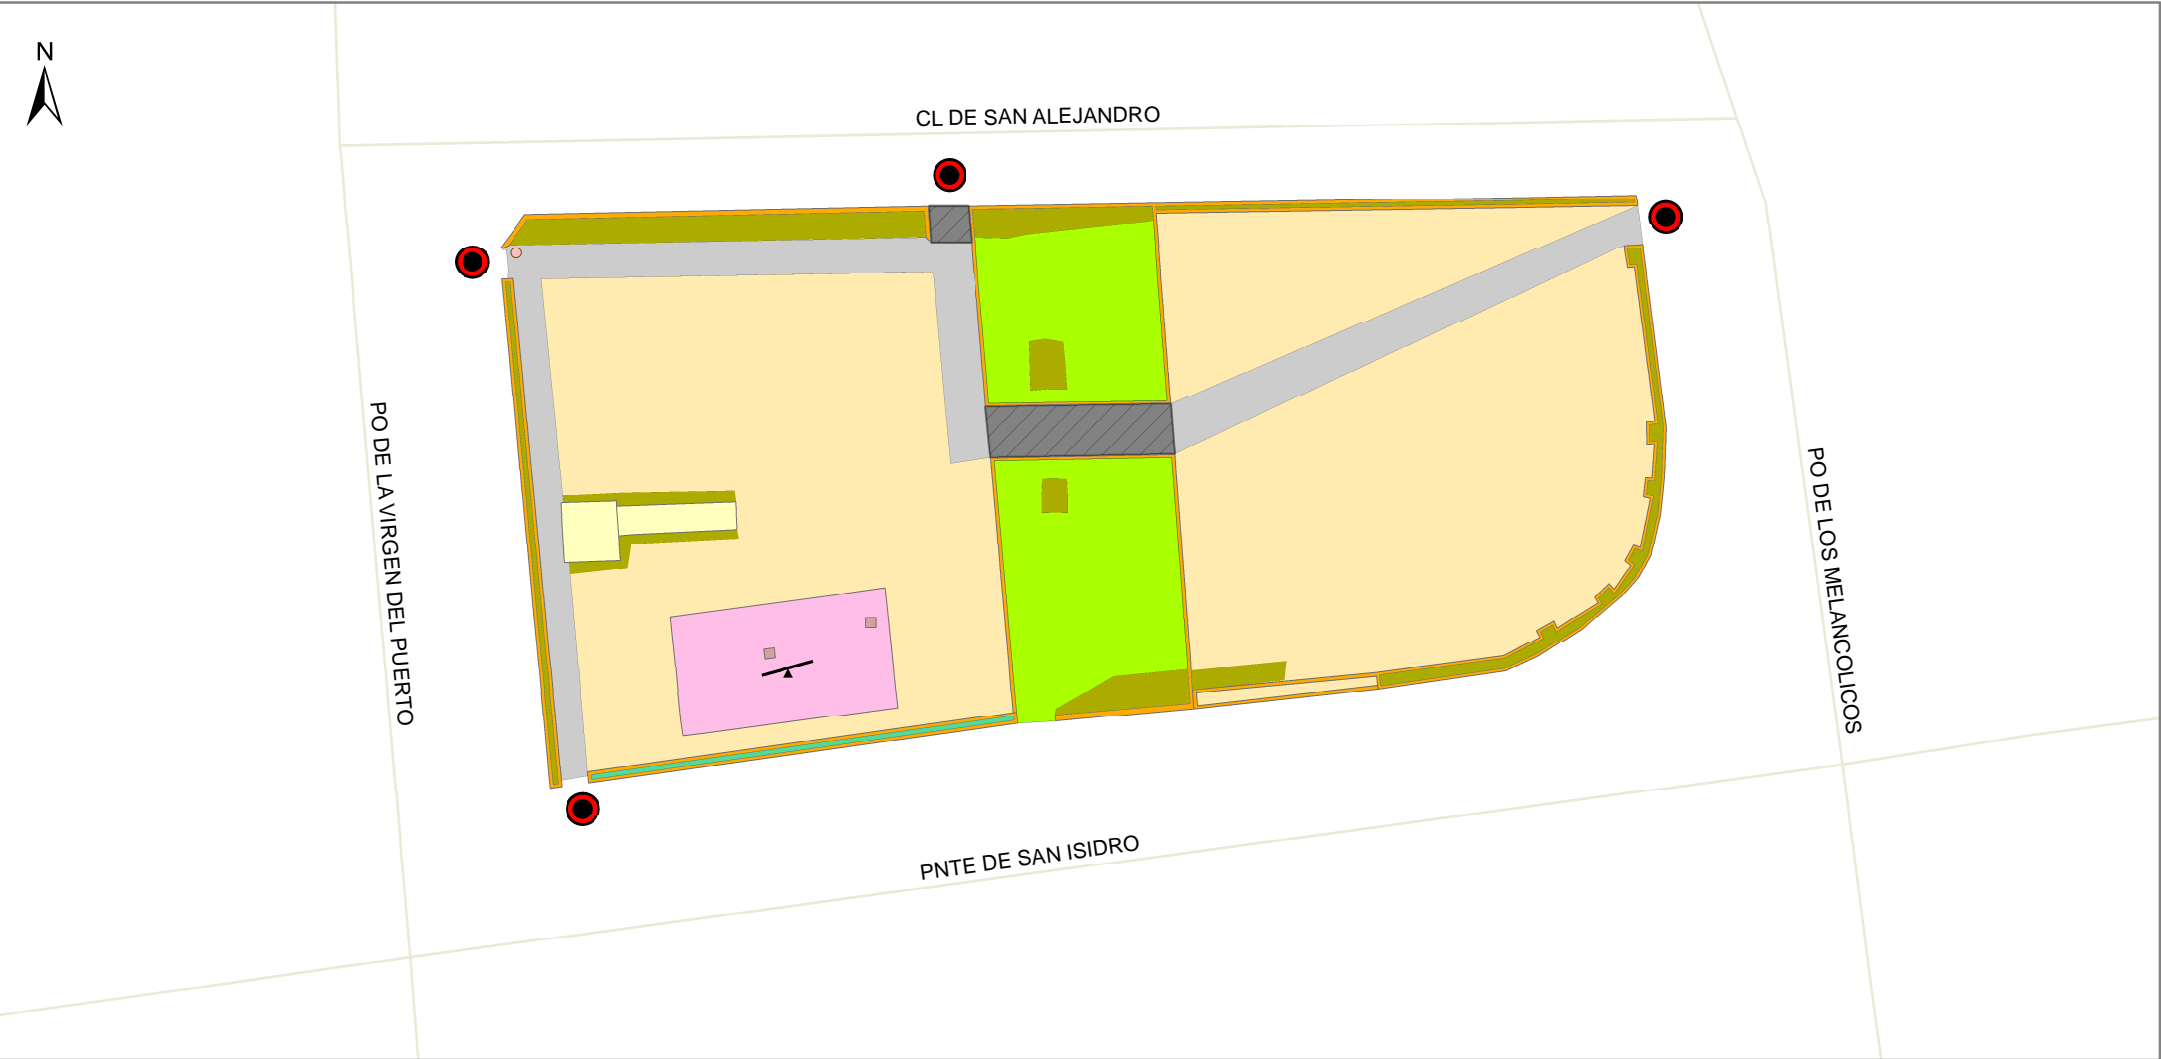 N
CL DE SAN ALEJANDRO
PO DE LA VIRGEN DEL PUERTO
PO DE LOS MELANCOLICOS
PNTE DE SAN ISIDRO